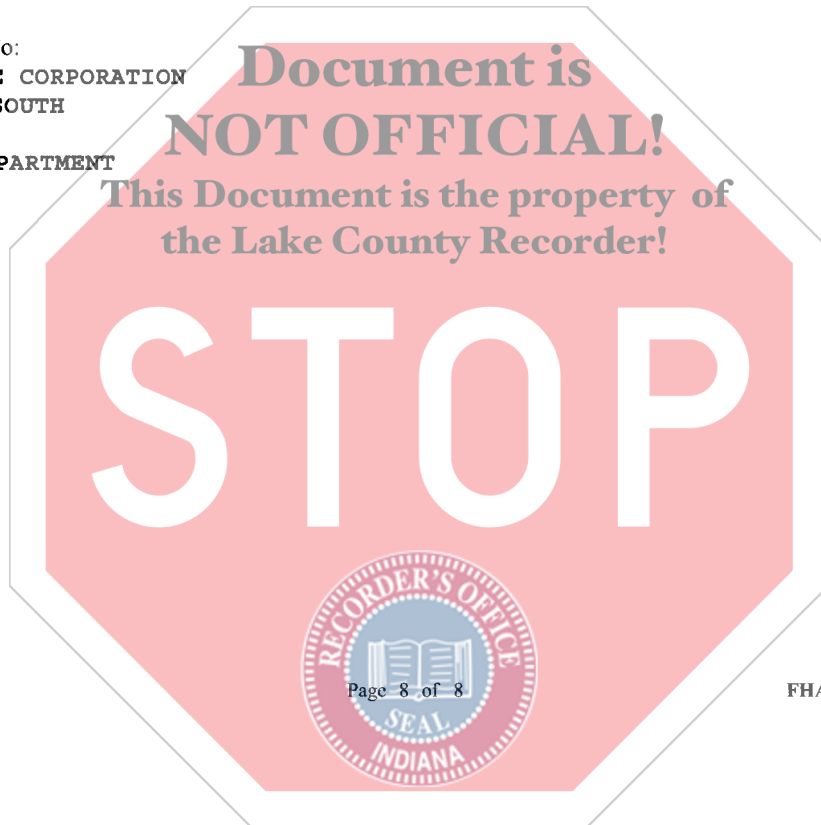 o:
Document is
CORPORATION
SOUTH
NOT OFFICIAL!
PARTMENT
This Document is the property of
the Lake County Recorder!
STOP
RECORDER'S OFFICE
Page 8 of 8
FHA
SEAL
INDIANA